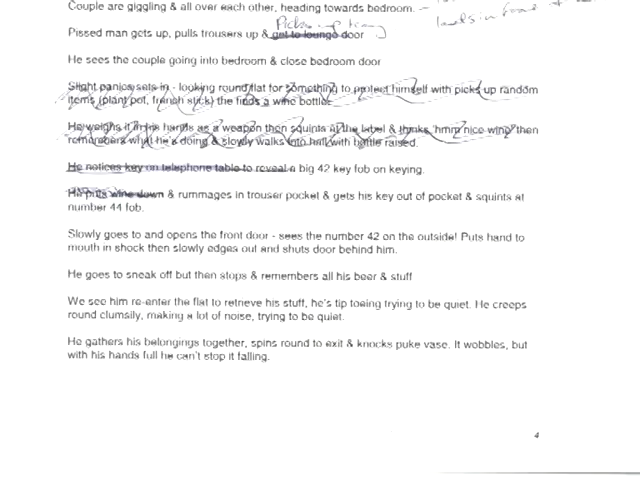 Couple are giggling & all over each other, heading towards bedroom. –
Picks up
Pissed man gets up, pulls trousers up & get to lounge door
He sees the couple going into bedroom & close bedroom door
Slight panics sets in - looking round flat for something to protect himself with picks up random
items (plant pot, french stick) the finds a wine bottle.
He weighs it in his hands as a weapon then squints at the label & thinks 'hmm nice wine' then
remembers what he's doing & slowly walks into hall with bottle raised.
He notices key on telephone table to reveal a big 42 key fob on keying.
He puts wine down & rummages in trouser pocket & gets his key out of pocket & squints at
number 44 fob.
Slowly goes to and opens the front door - sees the number 42 on the outside! Puts hand to
mouth in shock then slowly edges out and shuts door behind him.
He goes to sneak off but then stops & remembers all his beer & stuff
We see him re-enter the flat to retrieve his stuff, he's tip toeing trying to be quiet. He creeps
round clumsily, making a lot of noise, trying to be quiet.
He gathers his belongings together, spins round to exit & knocks puke vase. It wobbles, but
with his hands full he can't stop it falling.
4